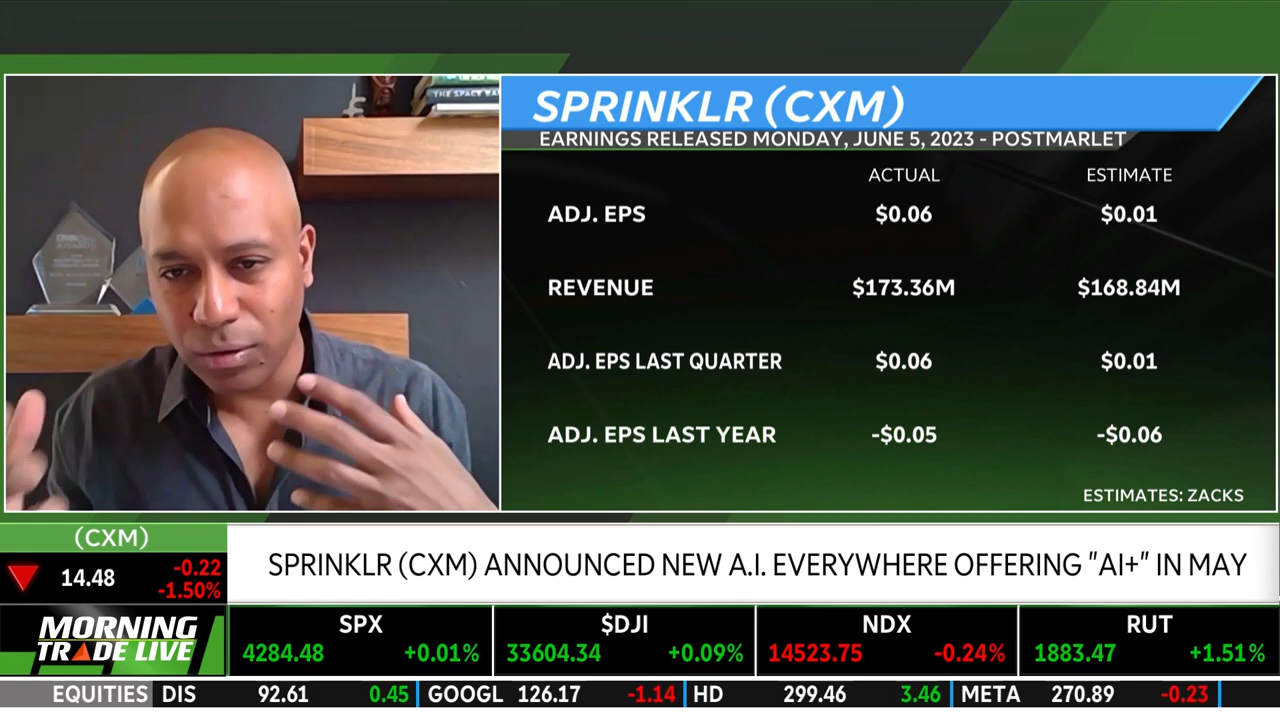 THE SPACE BA
SPRINKLR (CXM)
EARNINGS RELEASED MONDAY, JUNE 5, 2023 - POSTMARLET
ACTUAL ESTIMATE
ADJ. EPS $0.06 $0.01
REVENUE $173.36M $168.84M
ADJ. EPS LAST QUARTER $0.06 $0.01
ADJ. EPS LAST YEAR -$0.05 -$0.06
ESTIMATES: ZACKS
(CXM)
14.48 -0.22
-1.50%
SPRINKLR (CXM) ANNOUNCED NEW A.I. EVERYWHERE OFFERING "AI+" IN MAY
MORNING
TRADE LIVE
SPX $DJI NDX RUT
4284.48 +0.01% 33604.34 +0.09% 14523.75 -0.24% 1883.47 +1.51%
EQUITIES DIS 92.61 0.45 GOOGL 126.17 -1.14 HD 299.46 3.46 META 270.89 -0.23